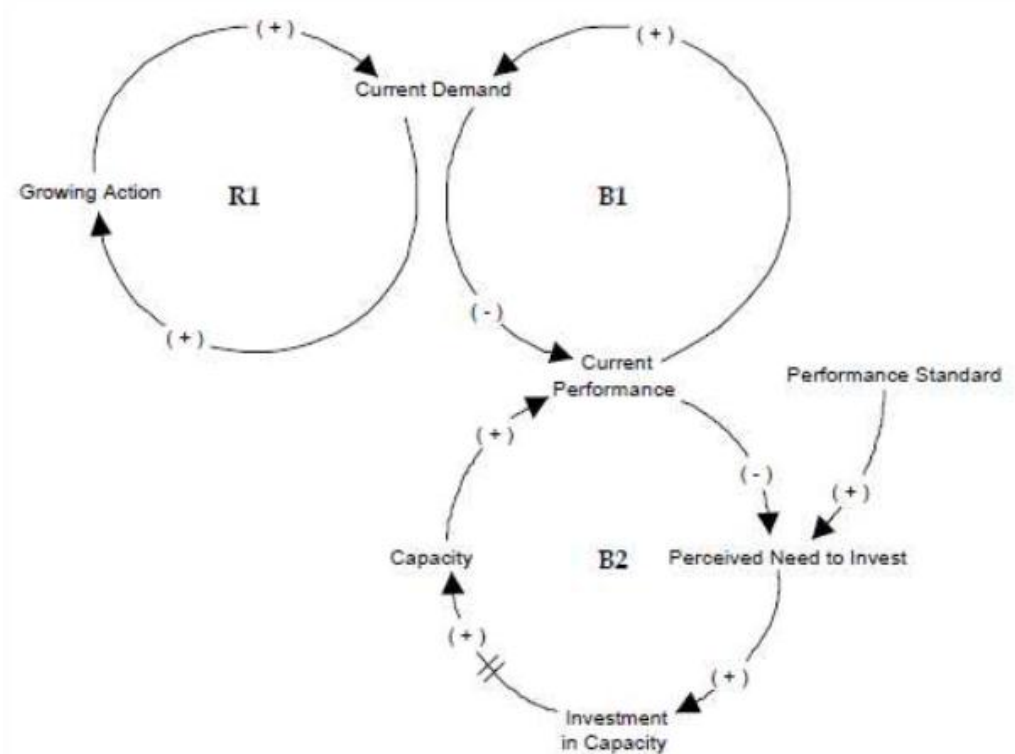 ( + )
( + )
Current Demand
Growing Action
R1
B1
( - )
( + )
Current
Performance
Performance Standard
( + )
( - )
( + )
Capacity
B2
Perceived Need to Invest
( + )
( + )
Investment
in Capacity